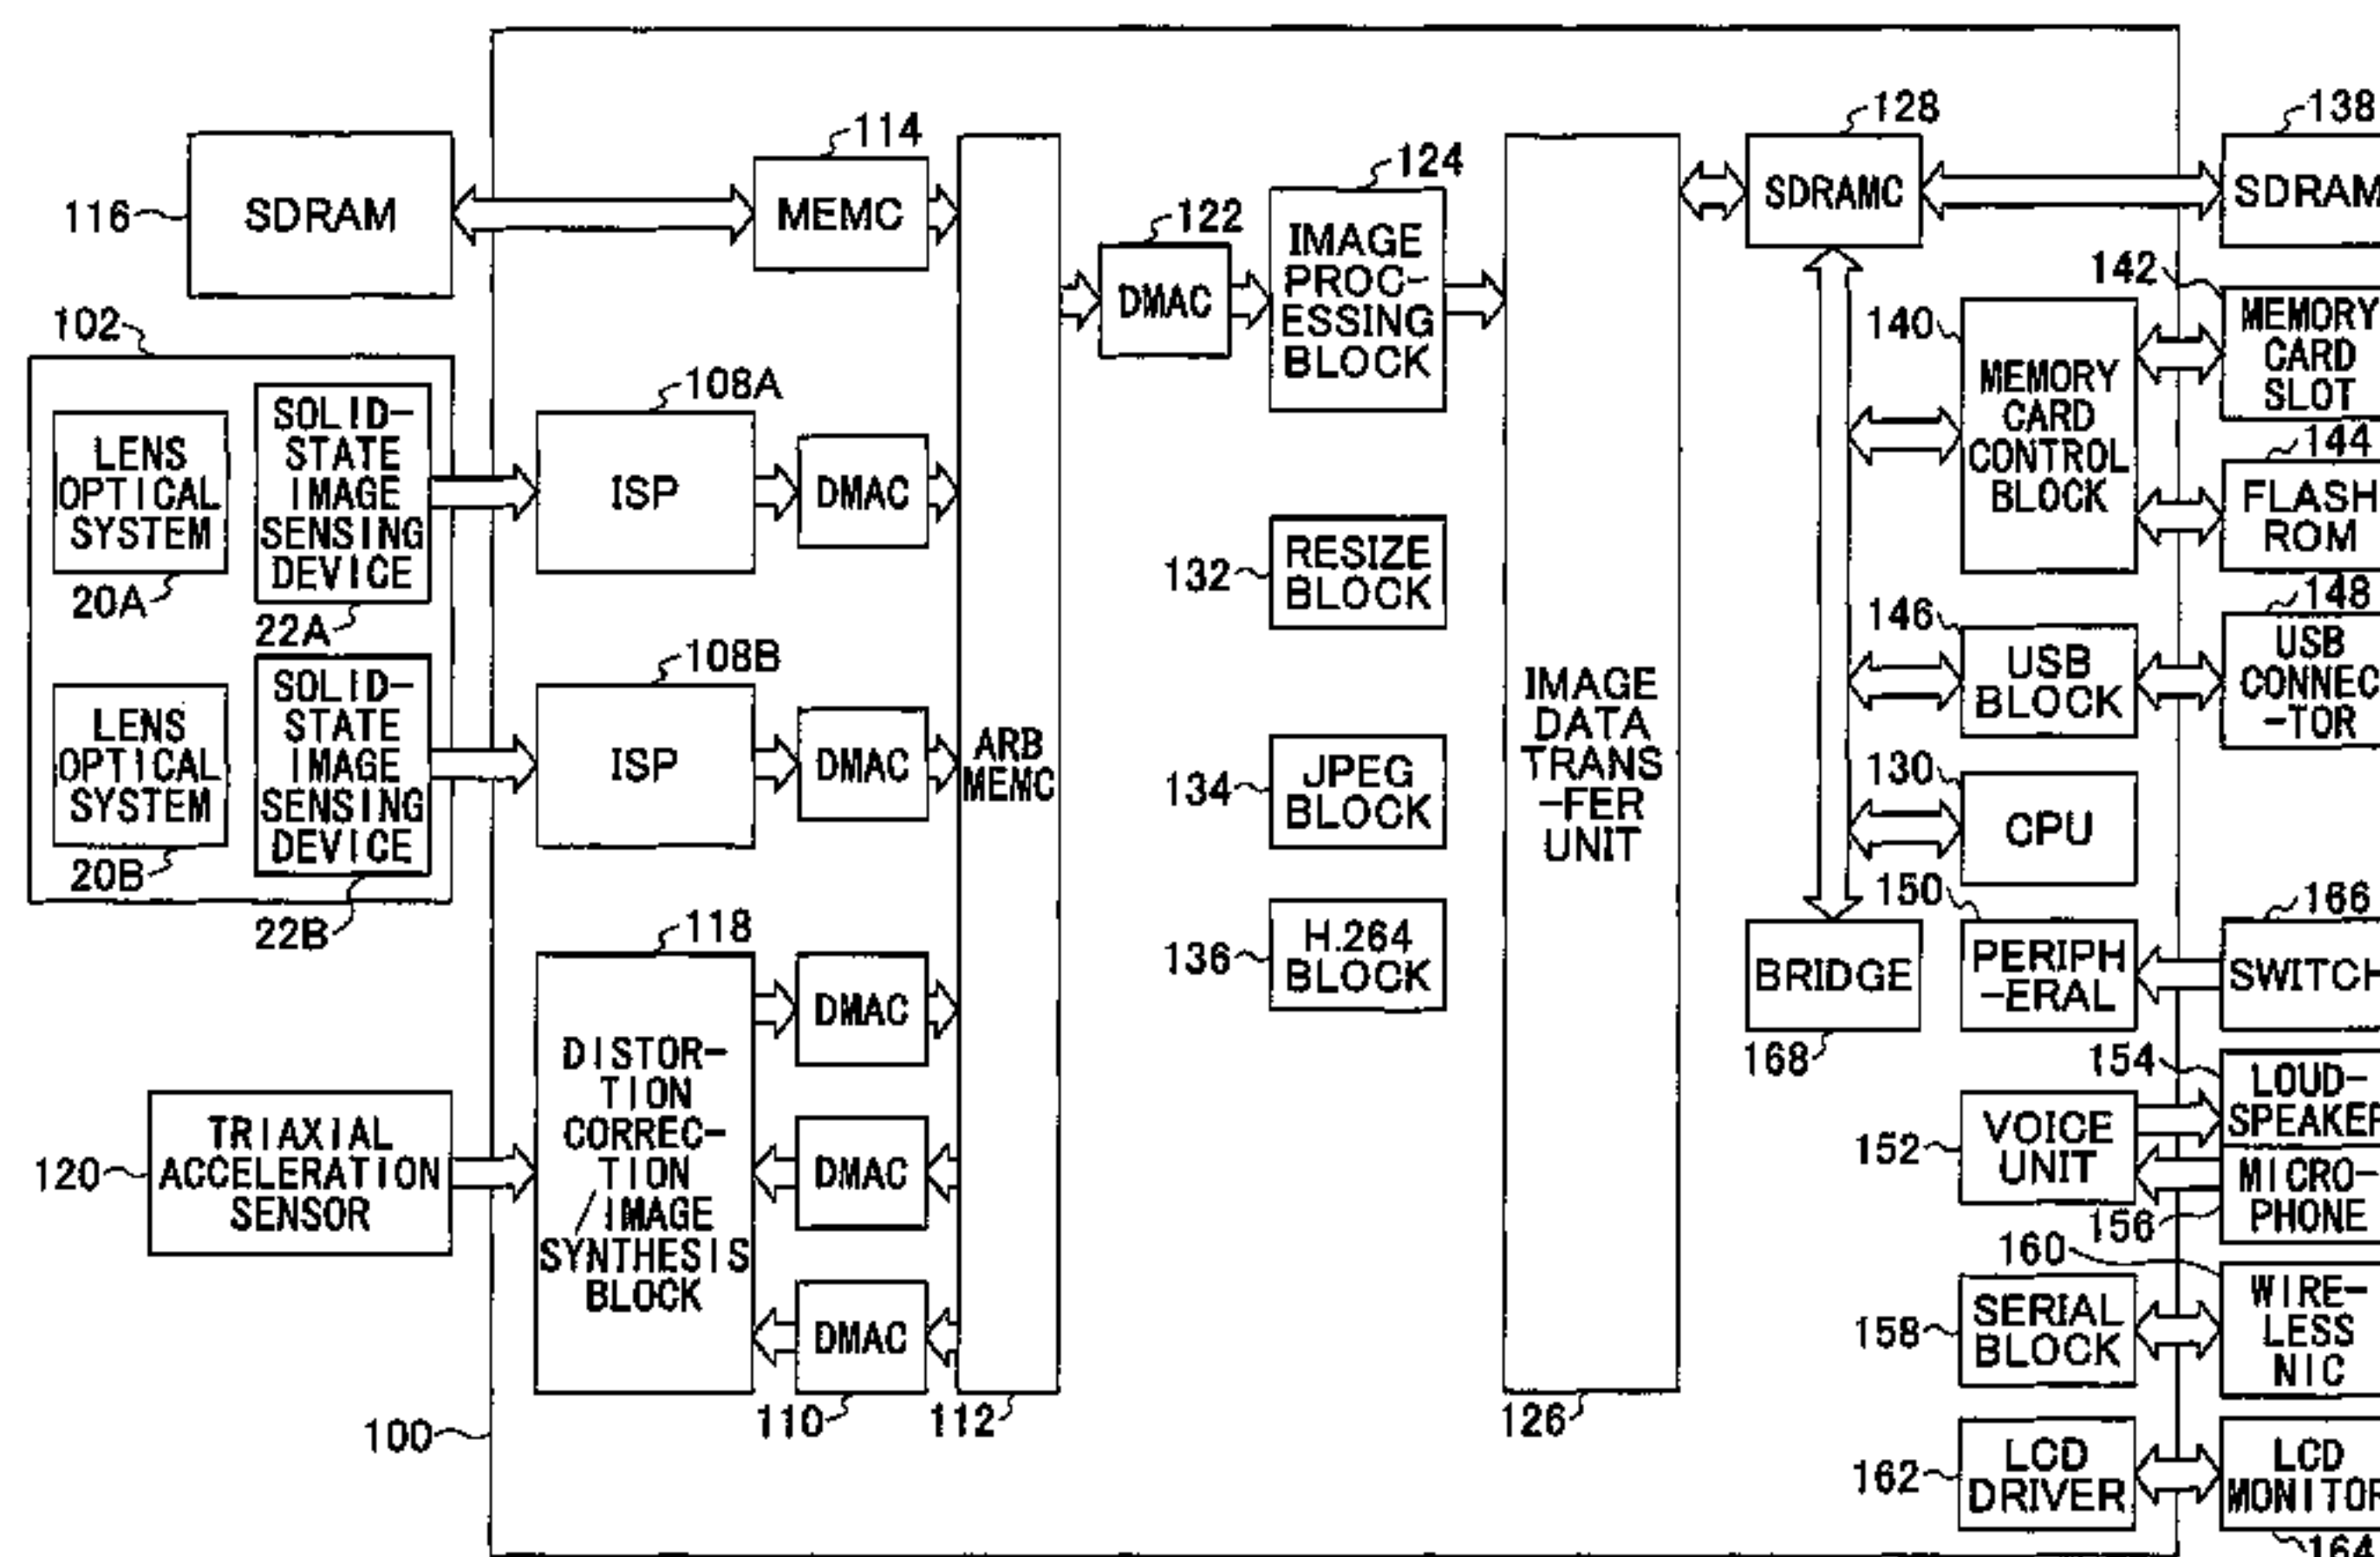 116
SDRAM
114
MEMC
102
LENS
OPTICAL
SYSTEM
20A
SOLID-
STATE
IMAGE
SENSING
DEVICE
22A
108A
ISP
DMAC
LENS
OPTICAL
SYSTEM
20B
SOLID-
STATE
IMAGE
SENSING
DEVICE
22B
108B
ISP
DMAC
120
TRIAXIAL
ACCELERATION
SENSOR
118
DISTOR-
TION
CORREC-
TION
/IMAGE
SYNTHESIS
BLOCK
DMAC
DMAC
DMAC
110
ARB
MEMC
112
100
122
DMAC
124
IMAGE
PROC-
ESSING
BLOCK
132
RESIZE
BLOCK
134
JPEG
BLOCK
136
H.264
BLOCK
IMAGE
DATA
TRANS
-FER
UNIT
126
128
SDRAMC
138
SDRAM
140
MEMORY
CARD
CONTROL
BLOCK
142
MEMORY
CARD
SLOT
144
FLASH
ROM
146
USB
BLOCK
148
USB
CONNEC
-TOR
130
CPU
BRIDGE
168
150
PERIPH
-ERAL
166
SWITCH
152
VOICE
UNIT
154
LOUD-
SPEAKER
156
MICRO-
PHONE
158
SERIAL
BLOCK
160
WIRE-
LESS
NIC
162
LCD
DRIVER
LCD
MONITOR
164